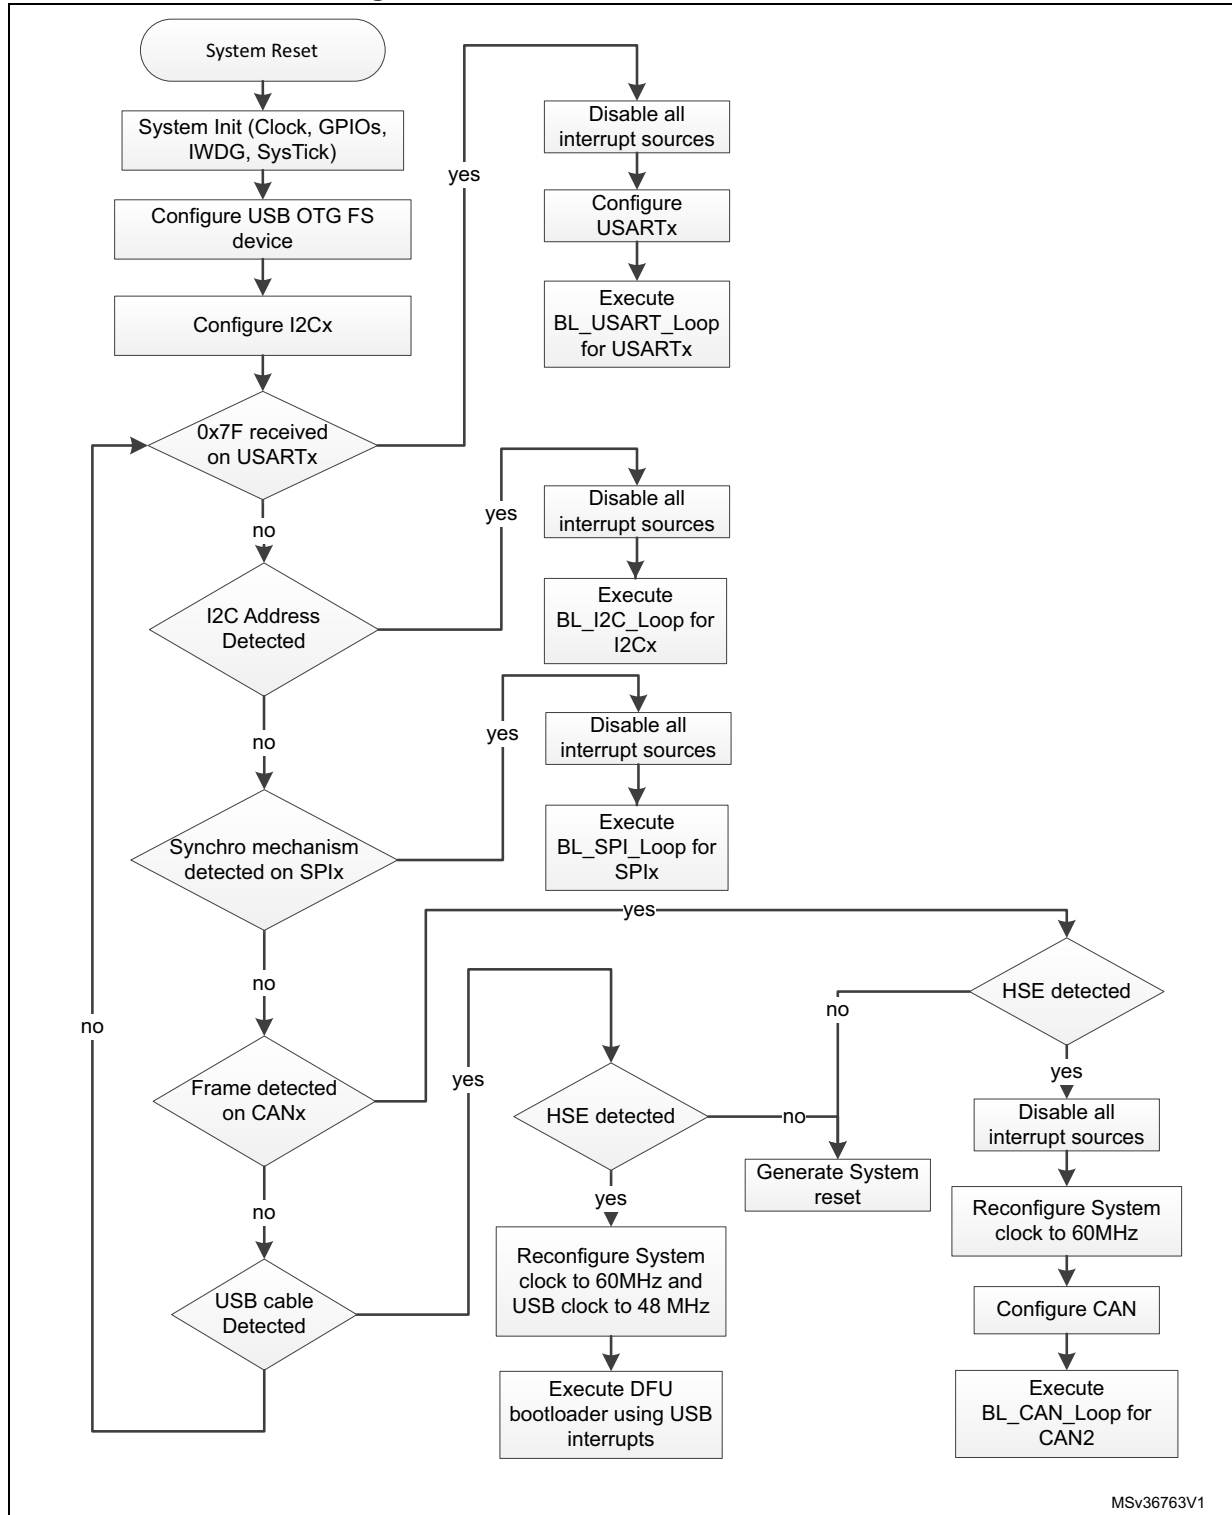 System Reset
System Init (Clock, GPIOs,
IWDG, SysTick)
Configure USB OTG FS
device
Configure I2Cx
0x7F received
on USARTx
yes
Disable all
interrupt sources
Configure
USARTx
Execute
BL_USART_Loop
for USARTx
no
I2C Address
Detected
yes
Disable all
interrupt sources
Execute
BL_I2C_Loop for
I2Cx
no
Synchro mechanism
detected on SPIx
yes
Disable all
interrupt sources
Execute
BL_SPI_Loop for
SPIx
no
Frame detected
on CANx
yes
HSE detected
no
yes
Disable all
interrupt sources
Reconfigure System
clock to 60MHz
Configure CAN
Execute
BL_CAN_Loop for
CAN2
no
USB cable
Detected
yes
HSE detected
no
Generate System
reset
yes
Reconfigure System
clock to 60MHz and
USB clock to 48 MHz
Execute DFU
bootloader using USB
interrupts
no
MSv36763V1